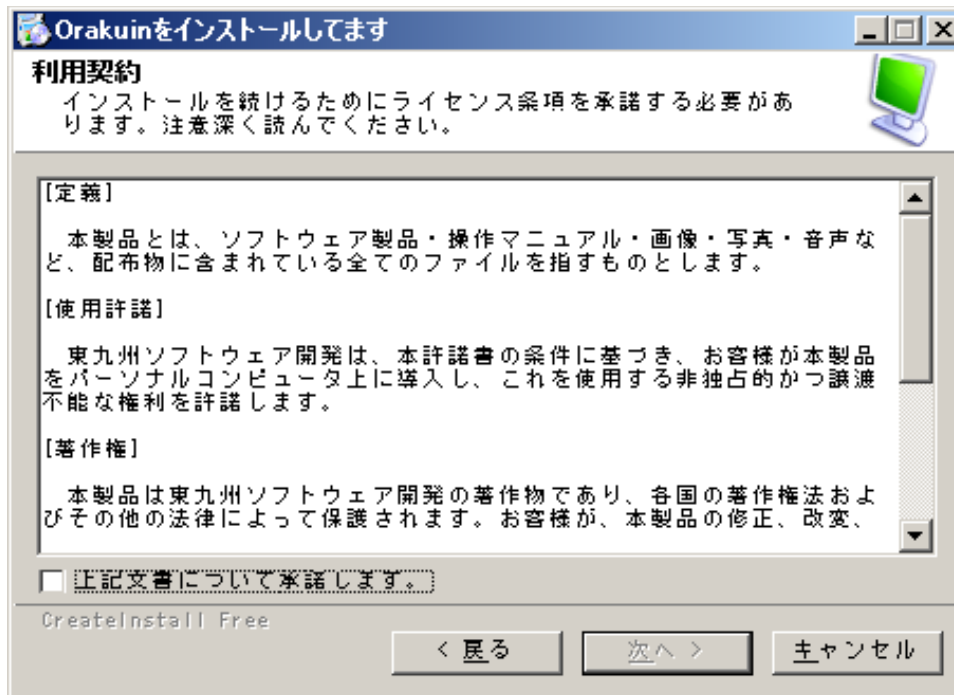 Orakuinをインストールしてます
利用契約
インストールを続けるためにライセンス条項を承諾する必要があ
ります。注意深く読んでください。
[定義]
本製品とは、ソフトウェア製品・操作マニュアル・画像・写真・音声な
ど、配布物に含まれている全てのファイルを指すものとします。
[使用許諾]
東九州ソフトウェア開発は、本許諾書の条件に基づき、お客様が本製品
をパーソナルコンピュータ上に導入し、これを使用する非独占的かつ譲渡
不能な権利を許諾します。
[著作権]
本製品は東九州ソフトウェア開発の著作物であり、各国の著作権法およ
びその他の法律によって保護されます。お客様が、本製品の修正、改変、
上記文書について承諾します。
CreateInstall Free
< 戻る
次へ >
キャンセル